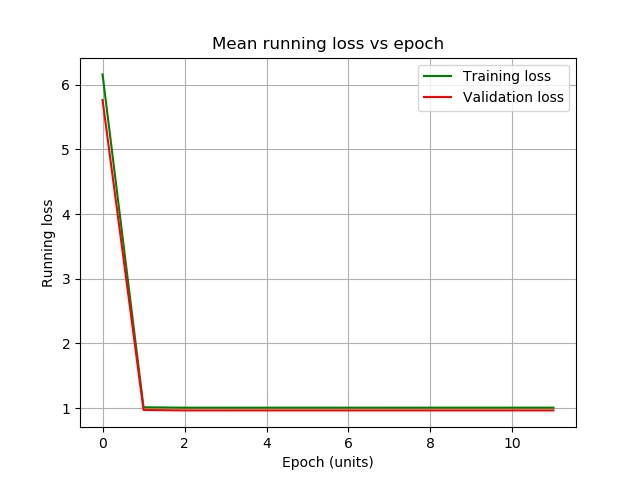 Mean running loss vs epoch
Training loss
Validation loss
6
5
4
3
2
1
Running loss
0 2 4 6 8 10
Epoch (units)